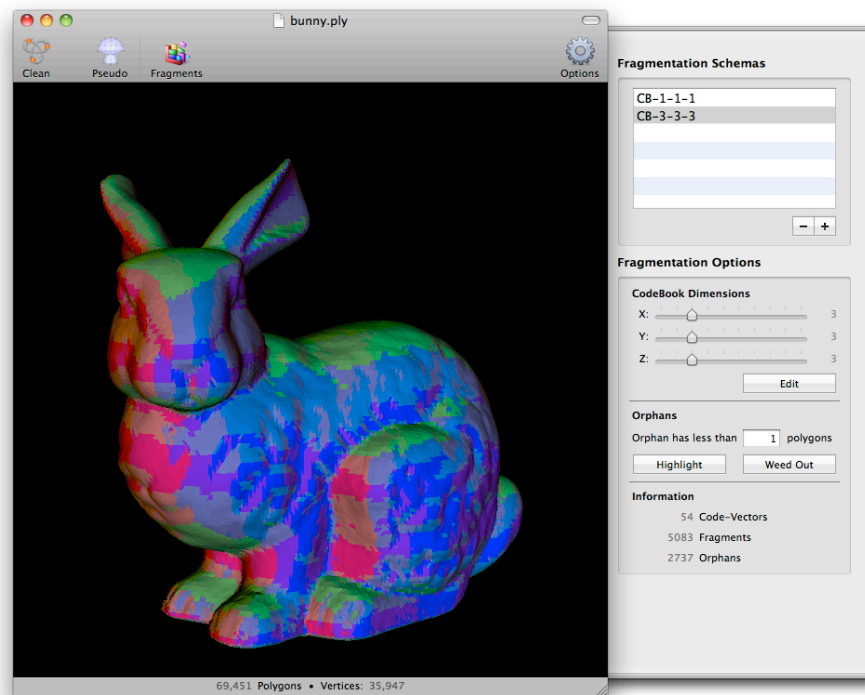 bunny.ply
Clean Pseudo Fragments Options
Fragmentation Schemas
CB-1-1-1
CB-3-3-3
− +
Fragmentation Options
CodeBook Dimensions
X: 3
Y: 3
Z: 3
Edit
Orphans
Orphan has less than 1 polygons
Highlight Weed Out
Information
54 Code-Vectors
5083 Fragments
2737 Orphans
69,451 Polygons • Vertices: 35,947